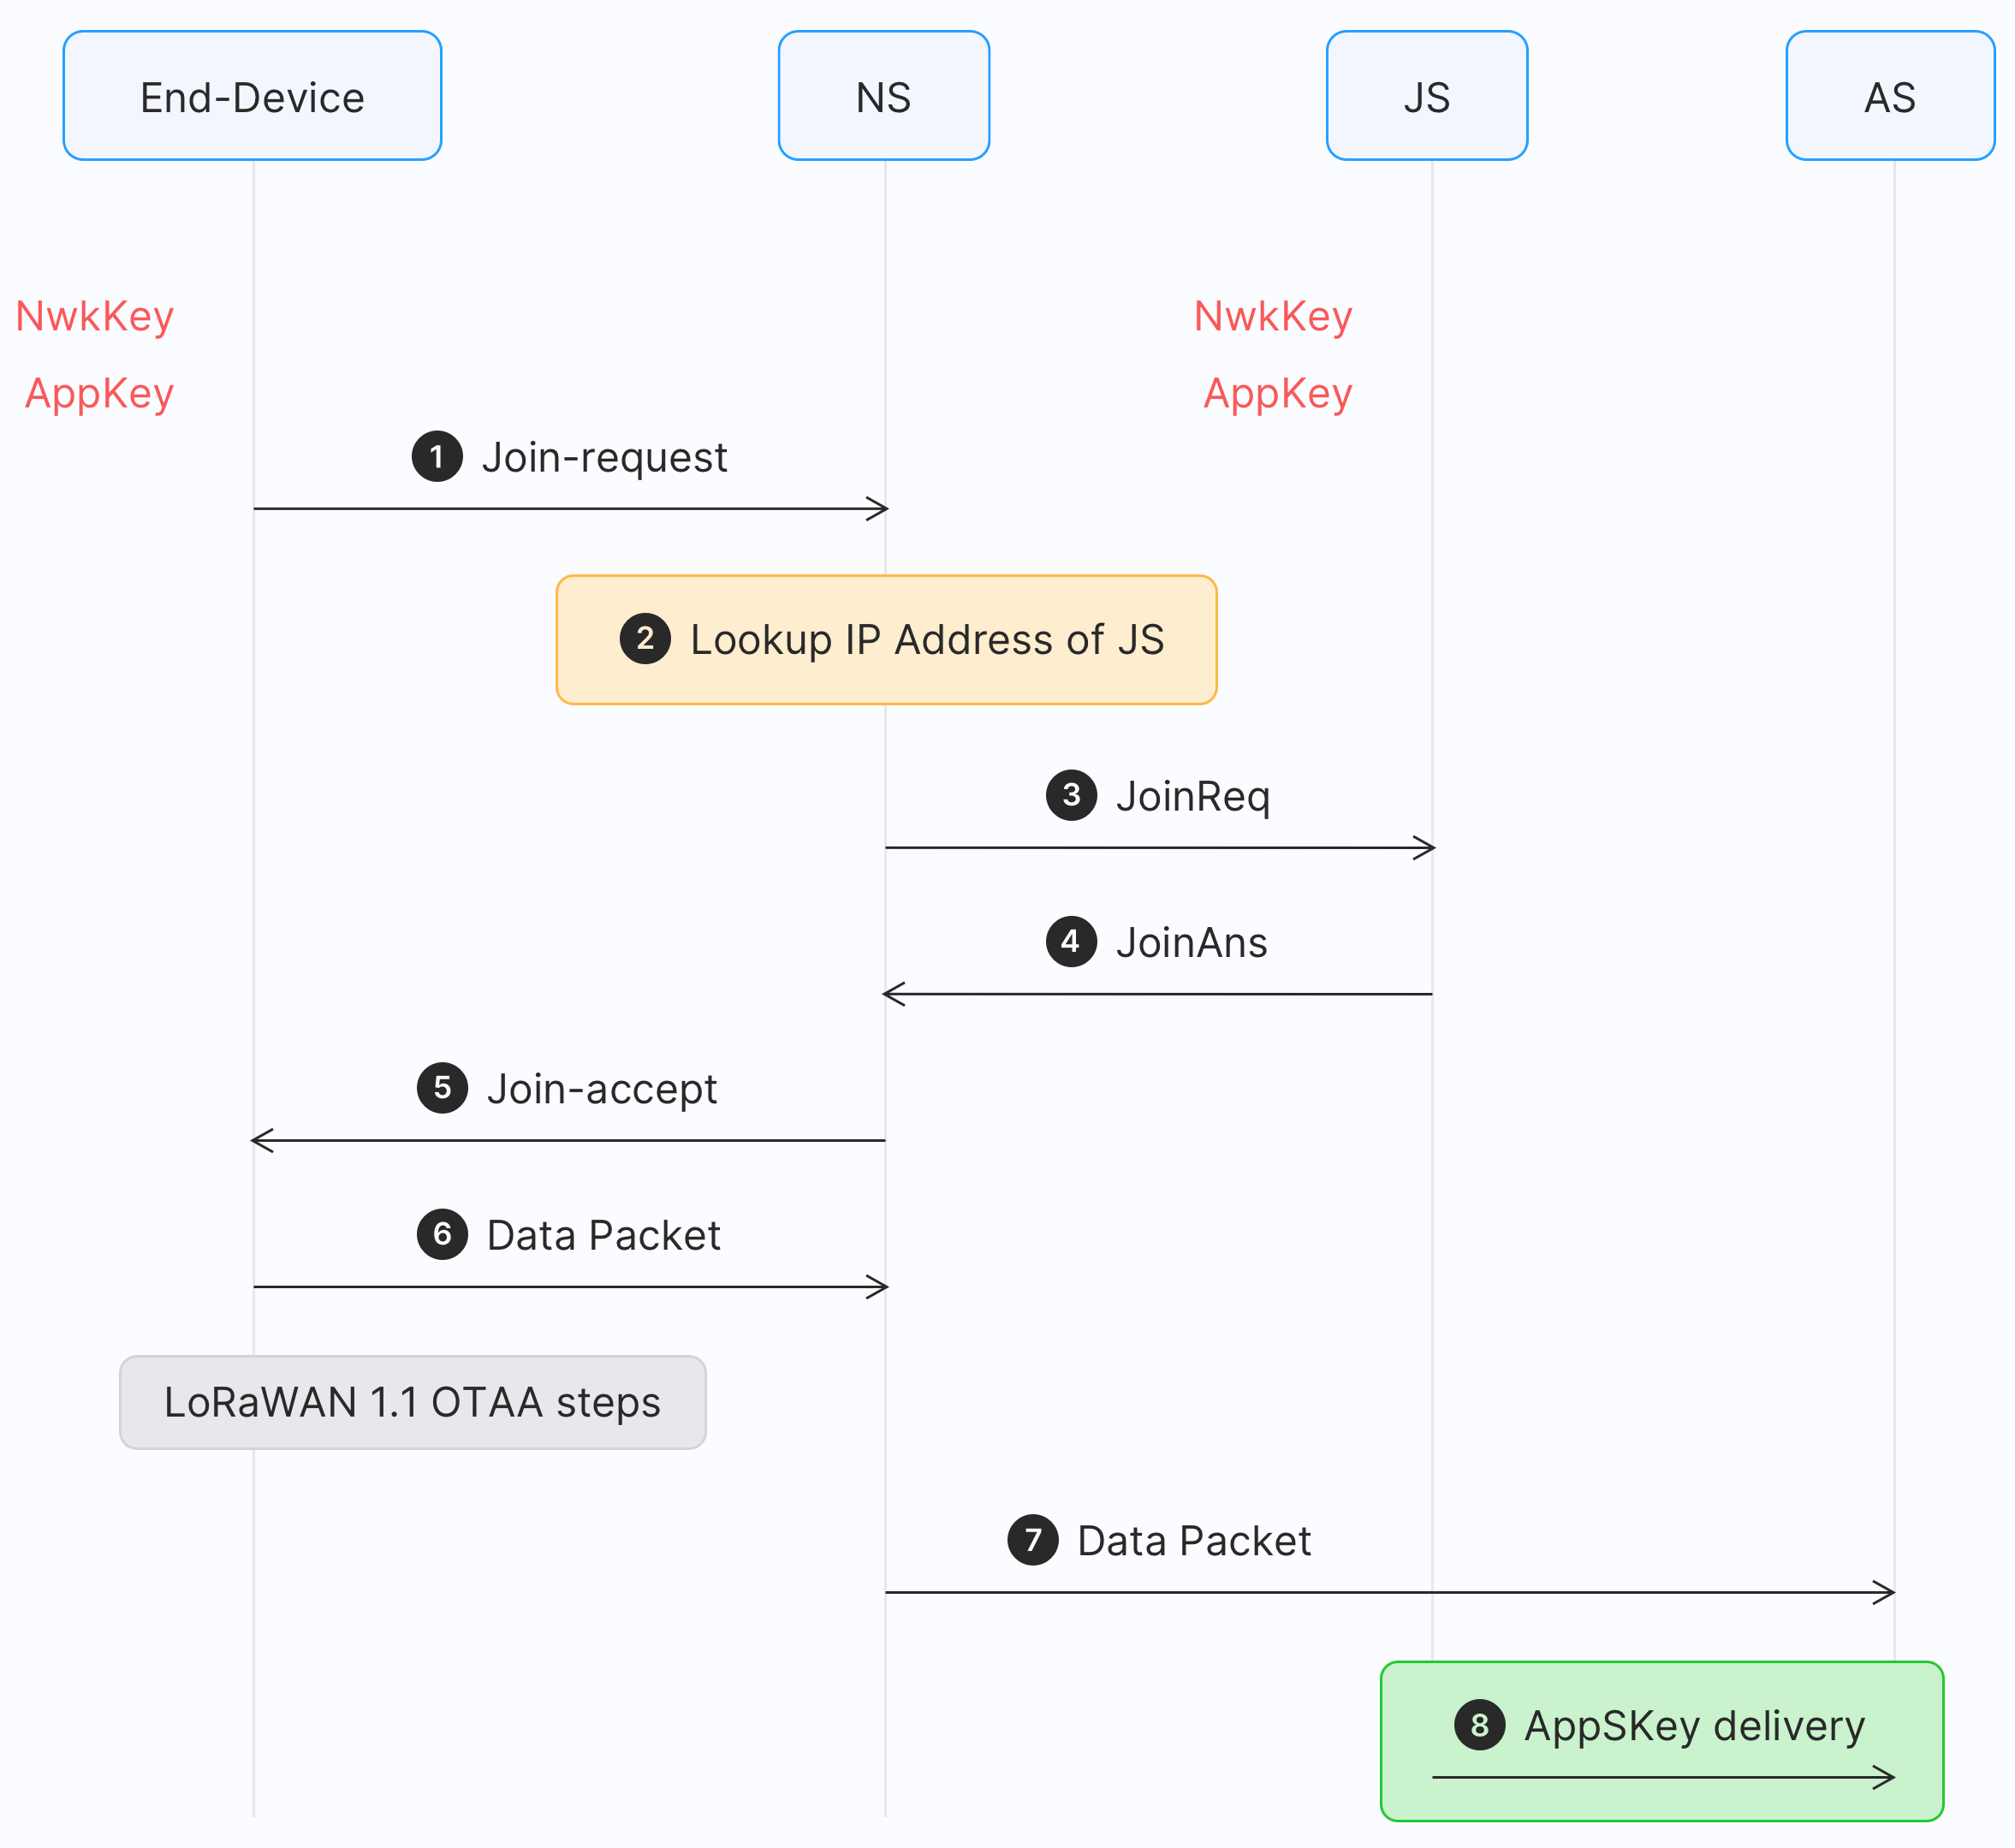 End-Device
NS
JS
AS
NwkKey
NwkKey
AppKey
AppKey
1 Join-request
2 Lookup IP Address of JS
3 JoinReq
4 JoinAns
5 Join-accept
6 Data Packet
LoRaWAN 1.1 OTAA steps
7 Data Packet
8 AppSKey delivery